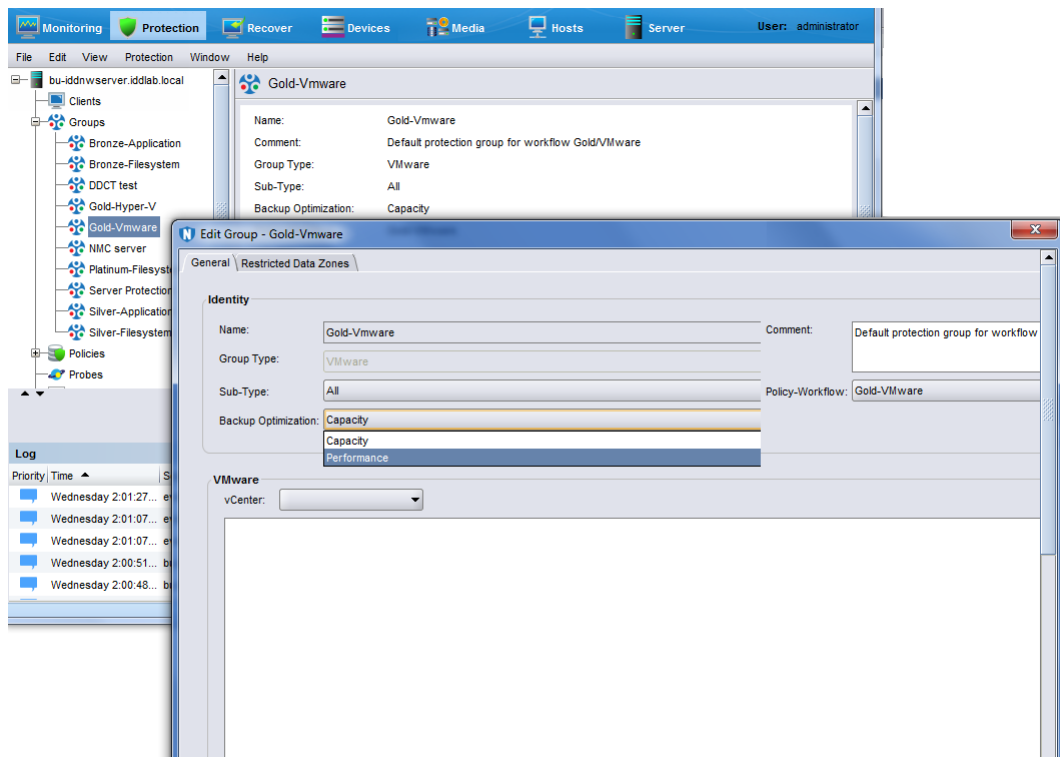 Monitoring Protection Recover Devices Media Hosts Server User: administrator
File Edit View Protection Window Help
bu-iddnwserver.iddlab.local
Clients
Groups
Bronze-Application
Bronze-Filesystem
DDCT test
Gold-Hyper-V
Gold-Vmware
NMC server
Platinum-Filesyst
Server Protection
Silver-Application
Silver-Filesystem
Policies
Probes
Gold-Vmware
Name: Gold-Vmware
Comment: Default protection group for workflow Gold/VMware
Group Type: VMware
Sub-Type: All
Backup Optimization: Capacity
Log
Priority Time S
Wednesday 2:01:27... e
Wednesday 2:01:07... e
Wednesday 2:01:07... e
Wednesday 2:00:51... b
Wednesday 2:00:48... b
N Edit Group - Gold-Vmware x
General Restricted Data Zones
Identity
Name: Gold-Vmware Comment: Default protection group for workflow
Group Type: VMware
Sub-Type: All Policy-Workflow: Gold-VMware
Backup Optimization: Capacity
Capacity
Performance
VMware
vCenter: